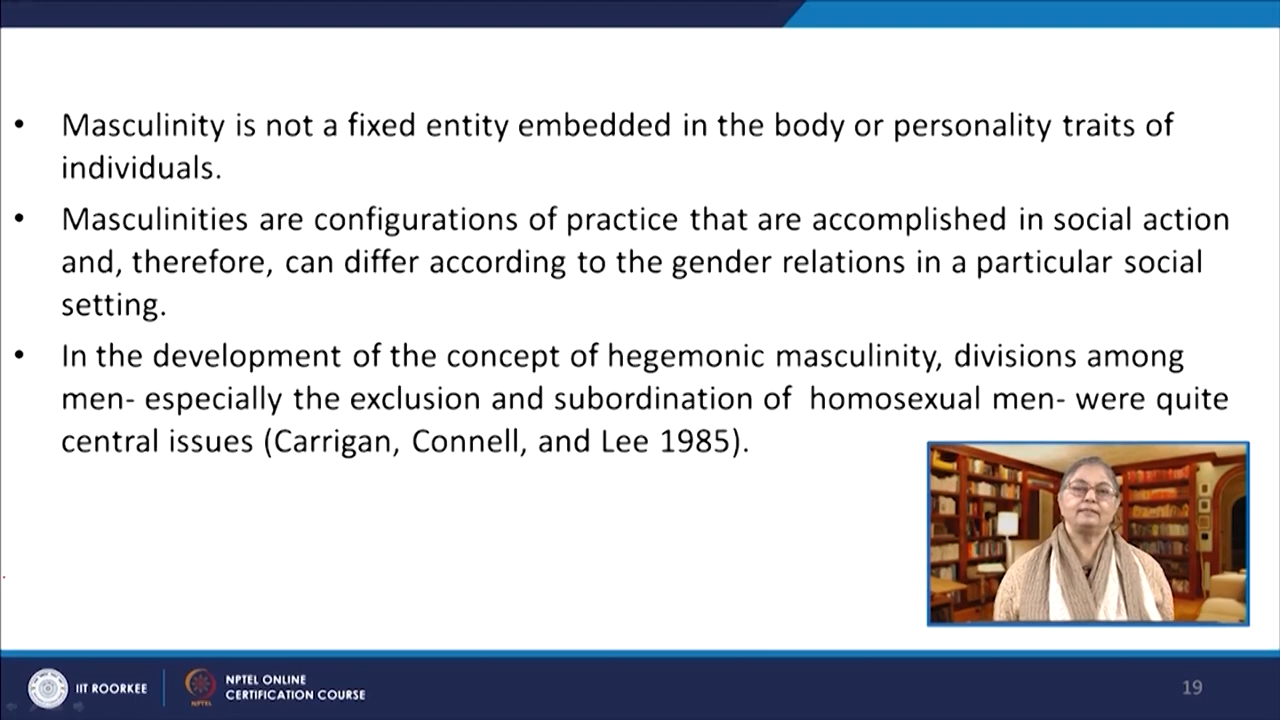 • Masculinity is not a fixed entity embedded in the body or personality traits of
individuals.
• Masculinities are configurations of practice that are accomplished in social action
and, therefore, can differ according to the gender relations in a particular social
setting.
• In the development of the concept of hegemonic masculinity, divisions among
men- especially the exclusion and subordination of homosexual men- were quite
central issues (Carrigan, Connell, and Lee 1985).
IIT ROORKEE
NPTEL
NPTEL ONLINE
CERTIFICATION COURSE
19